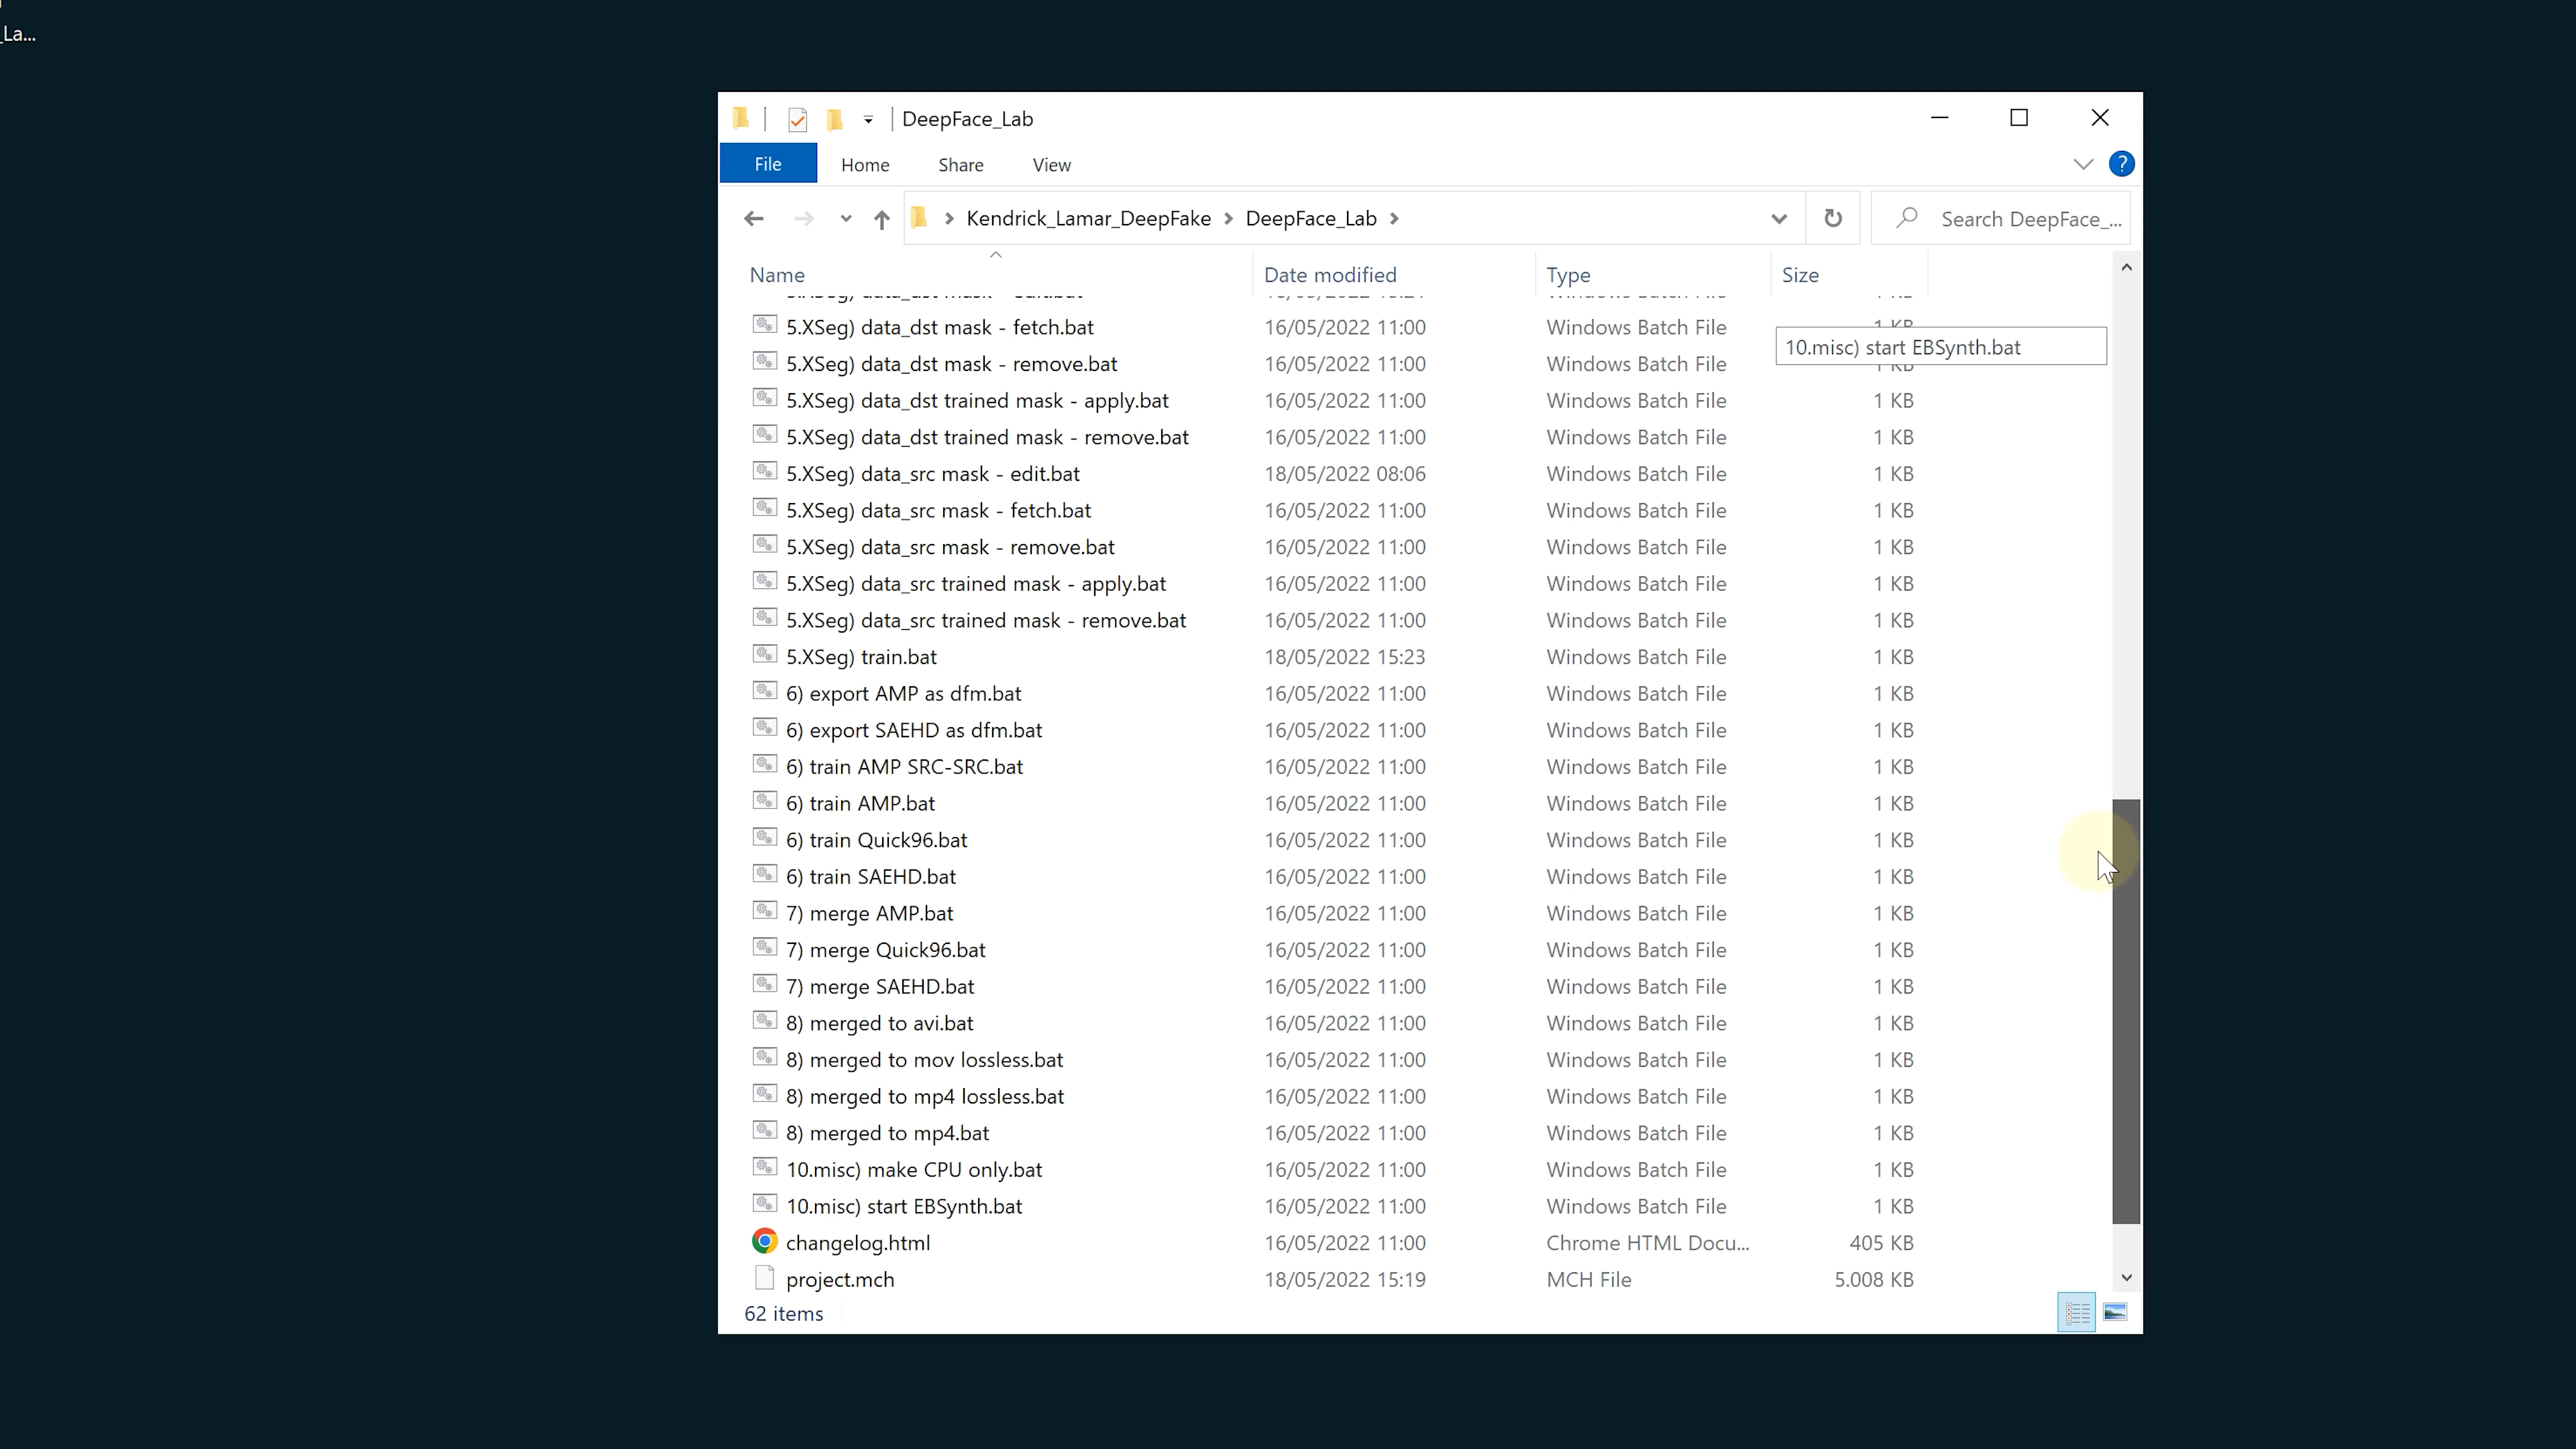 _La...
DeepFace_Lab
File Home Share View
Kendrick_Lamar_DeepFake DeepFace_Lab Search DeepFace_...
Name Date modified Type Size
5.XSeg) data_dst mask - fetch.bat 16/05/2022 11:00 Windows Batch File 1 KB
10.misc) start EBSynth.bat
5.XSeg) data_dst mask - remove.bat 16/05/2022 11:00 Windows Batch File 1 KB
5.XSeg) data_dst trained mask - apply.bat 16/05/2022 11:00 Windows Batch File 1 KB
5.XSeg) data_dst trained mask - remove.bat 16/05/2022 11:00 Windows Batch File 1 KB
5.XSeg) data_src mask - edit.bat 18/05/2022 08:06 Windows Batch File 1 KB
5.XSeg) data_src mask - fetch.bat 16/05/2022 11:00 Windows Batch File 1 KB
5.XSeg) data_src mask - remove.bat 16/05/2022 11:00 Windows Batch File 1 KB
5.XSeg) data_src trained mask - apply.bat 16/05/2022 11:00 Windows Batch File 1 KB
5.XSeg) data_src trained mask - remove.bat 16/05/2022 11:00 Windows Batch File 1 KB
5.XSeg) train.bat 18/05/2022 15:23 Windows Batch File 1 KB
6) export AMP as dfm.bat 16/05/2022 11:00 Windows Batch File 1 KB
6) export SAEHD as dfm.bat 16/05/2022 11:00 Windows Batch File 1 KB
6) train AMP SRC-SRC.bat 16/05/2022 11:00 Windows Batch File 1 KB
6) train AMP.bat 16/05/2022 11:00 Windows Batch File 1 KB
6) train Quick96.bat 16/05/2022 11:00 Windows Batch File 1 KB
6) train SAEHD.bat 16/05/2022 11:00 Windows Batch File 1 KB
7) merge AMP.bat 16/05/2022 11:00 Windows Batch File 1 KB
7) merge Quick96.bat 16/05/2022 11:00 Windows Batch File 1 KB
7) merge SAEHD.bat 16/05/2022 11:00 Windows Batch File 1 KB
8) merged to avi.bat 16/05/2022 11:00 Windows Batch File 1 KB
8) merged to mov lossless.bat 16/05/2022 11:00 Windows Batch File 1 KB
8) merged to mp4 lossless.bat 16/05/2022 11:00 Windows Batch File 1 KB
8) merged to mp4.bat 16/05/2022 11:00 Windows Batch File 1 KB
10.misc) make CPU only.bat 16/05/2022 11:00 Windows Batch File 1 KB
10.misc) start EBSynth.bat 16/05/2022 11:00 Windows Batch File 1 KB
changelog.html 16/05/2022 11:00 Chrome HTML Docu... 405 KB
project.mch 18/05/2022 15:19 MCH File 5.008 KB
62 items